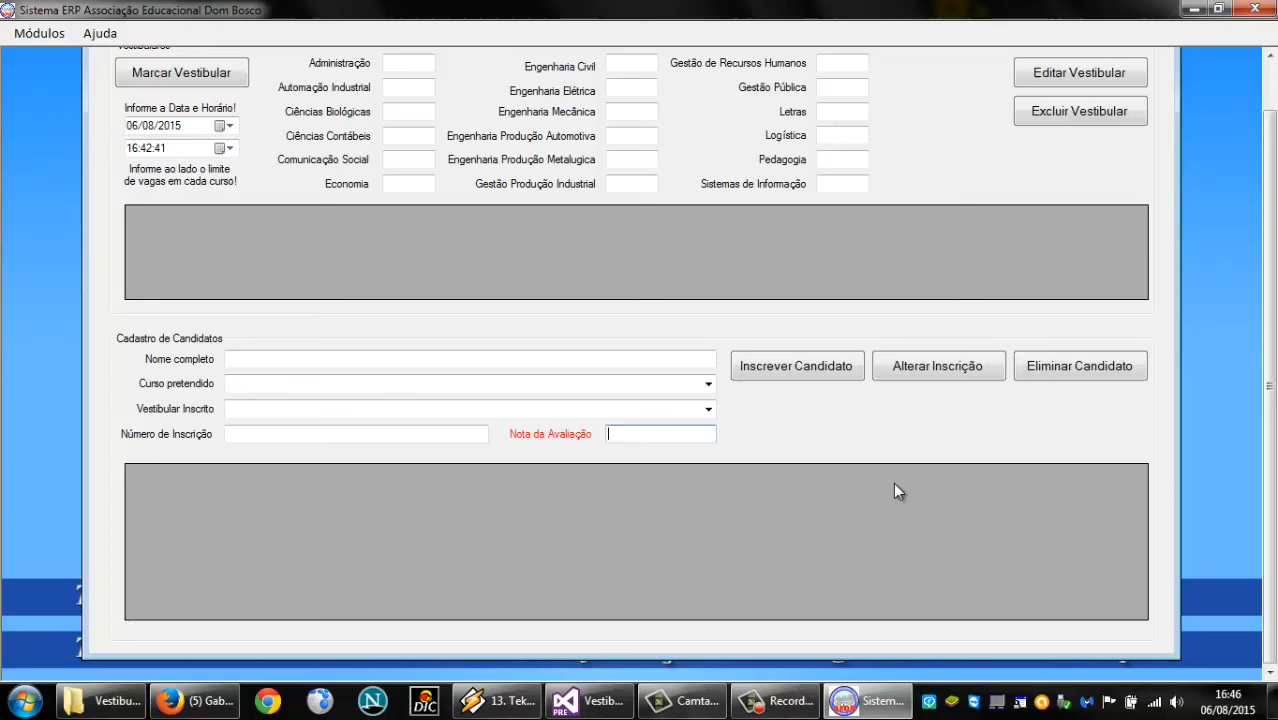 Sistema ERP Associação Educacional Dom Bosco
Módulos Ajuda
Vestibulares
Marcar Vestibular
Informe a Data e Horário!
06/08/2015
16:42:41
Informe ao lado o limite
de vagas em cada curso!
Administração
Automação Industrial
Ciências Biológicas
Ciências Contábeis
Comunicação Social
Economia
Engenharia Civil
Engenharia Elétrica
Engenharia Mecânica
Engenharia Produção Automotiva
Engenharia Produção Metalugica
Gestão Produção Industrial
Gestão de Recursos Humanos
Gestão Pública
Letras
Logística
Pedagogia
Sistemas de Informação
Editar Vestibular
Excluir Vestibular
Cadastro de Candidatos
Nome completo
Curso pretendido
Vestibular Inscrito
Número de Inscrição
Nota da Avaliação
Inscrever Candidato Alterar Inscrição Eliminar Candidato
Vestibu... (5) Gab... DIC 13. Tek... PRE Vestib... Camta... Record... Sistem...
16:46
06/08/2015